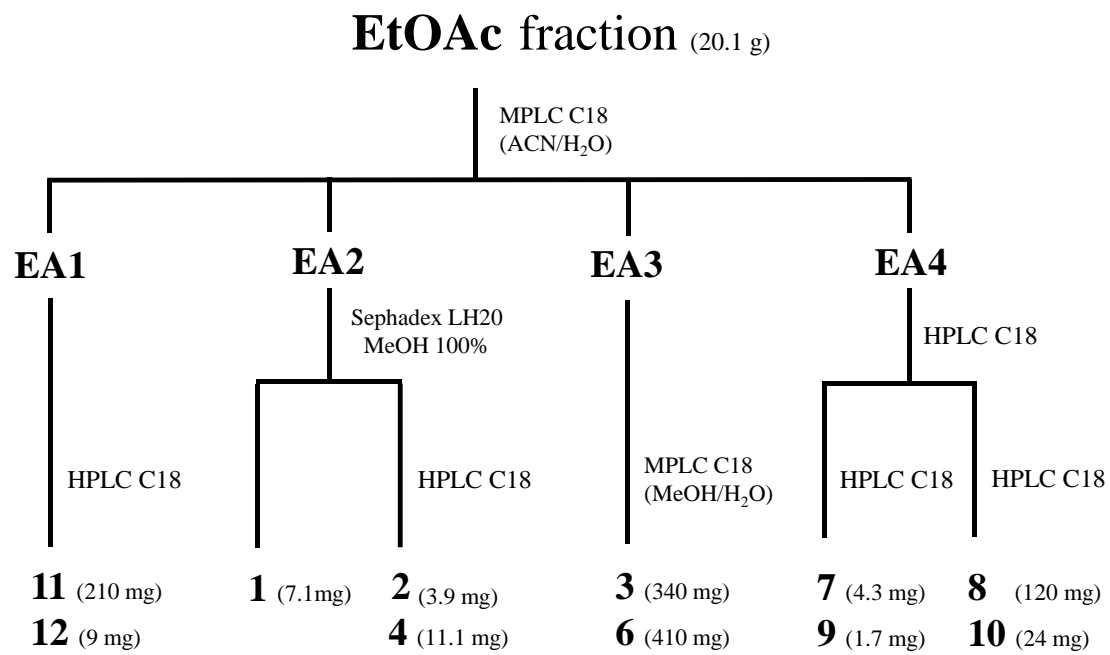 EtOAc fraction (20.1 g)
MPLC C18
(ACN/H₂O)
EA1
EA2
EA3
EA4
Sephadex LH20
MeOH 100%
HPLC C18
HPLC C18
HPLC C18
MPLC C18
(MeOH/H₂O)
HPLC C18
HPLC C18
11 (210 mg)
12 (9 mg)
1 (7.1mg)
2 (3.9 mg)
4 (11.1 mg)
3 (340 mg)
6 (410 mg)
7 (4.3 mg)
9 (1.7 mg)
8 (120 mg)
10 (24 mg)